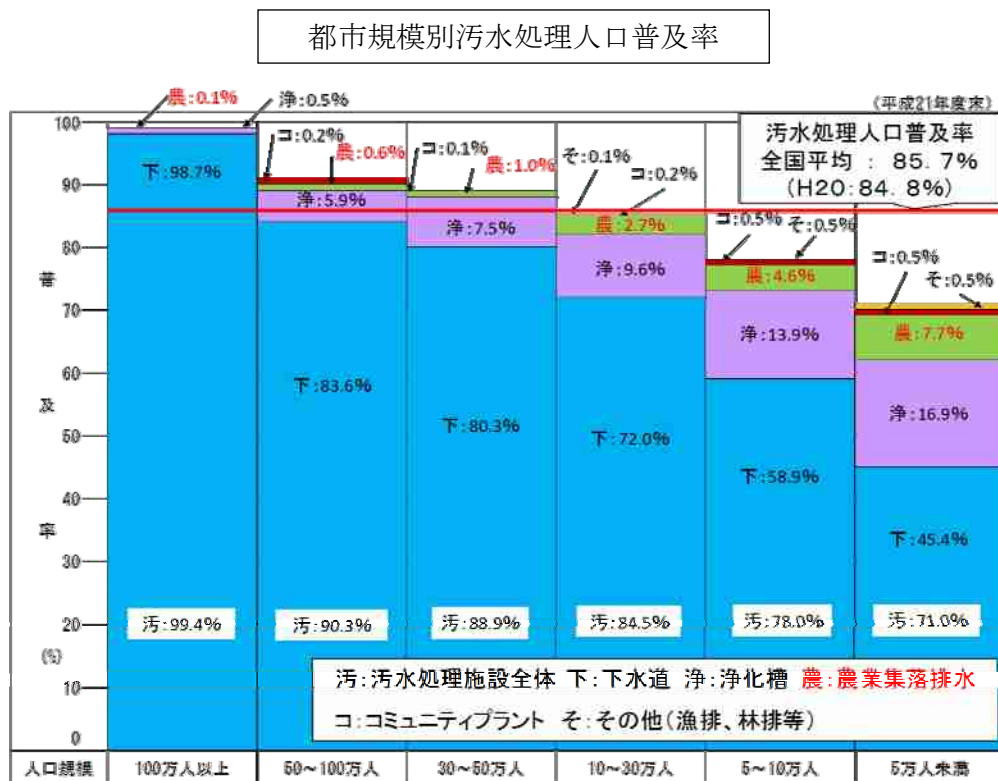 都市規模別汚水処理人口普及率
(平成21年度末)
農:0.1%
浄:0.5%
コ:0.2%
農:0.6%
コ:0.1%
農:1.0%
そ:0.1%
コ:0.2%
汚水処理人口普及率
全国平均 : 85.7%
(H20:84.8%)
コ:0.5%
そ:0.5%
コ:0.5%
そ:0.5%
下:98.7%
浄:5.9%
浄:7.5%
農:2.7%
浄:9.6%
農:4.6%
浄:13.9%
農:7.7%
浄:16.9%
下:83.6%
下:80.3%
下:72.0%
下:58.9%
下:45.4%
汚:99.4%
汚:90.3%
汚:88.9%
汚:84.5%
汚:78.0%
汚:71.0%
100
90
80
70
60
50
40
30
20
10
0
普及率
(%)
汚:汚水処理施設全体 下:下水道 浄:浄化槽 農:農業集落排水
コ:コミュニティプラント そ:その他(漁排、林排等)
人口規模 100万人以上 50~100万人 30~50万人 10~30万人 5~10万人 5万人未満